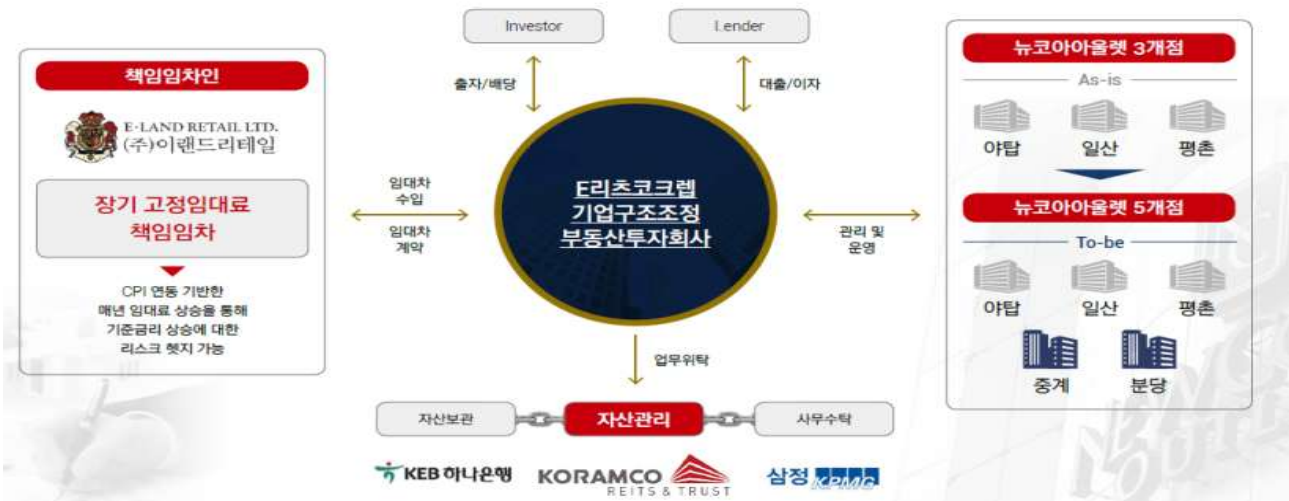 Investor
Lender
출자/배당
대출/이자
책임임차인
E·LAND RETAIL LTD.
(주)이랜드리테일
장기 고정임대료
책임임차
CPI 연동 기반한
매년 임대료 상승을 통해
기준금리 상승에 대한
리스크 헷지 가능
임대차
수입
임대차
계약
E리츠코크렙
기업구조조정
부동산투자회사
관리 및
운영
뉴코아아울렛 3개점
As-is
야탑
일산
평촌
뉴코아아울렛 5개점
To-be
야탑
일산
평촌
중계
분당
업무위탁
자산보관
자산관리
사무수탁
KEB 하나은행
KORAMCO
REITS & TRUST
삼정 KPMG